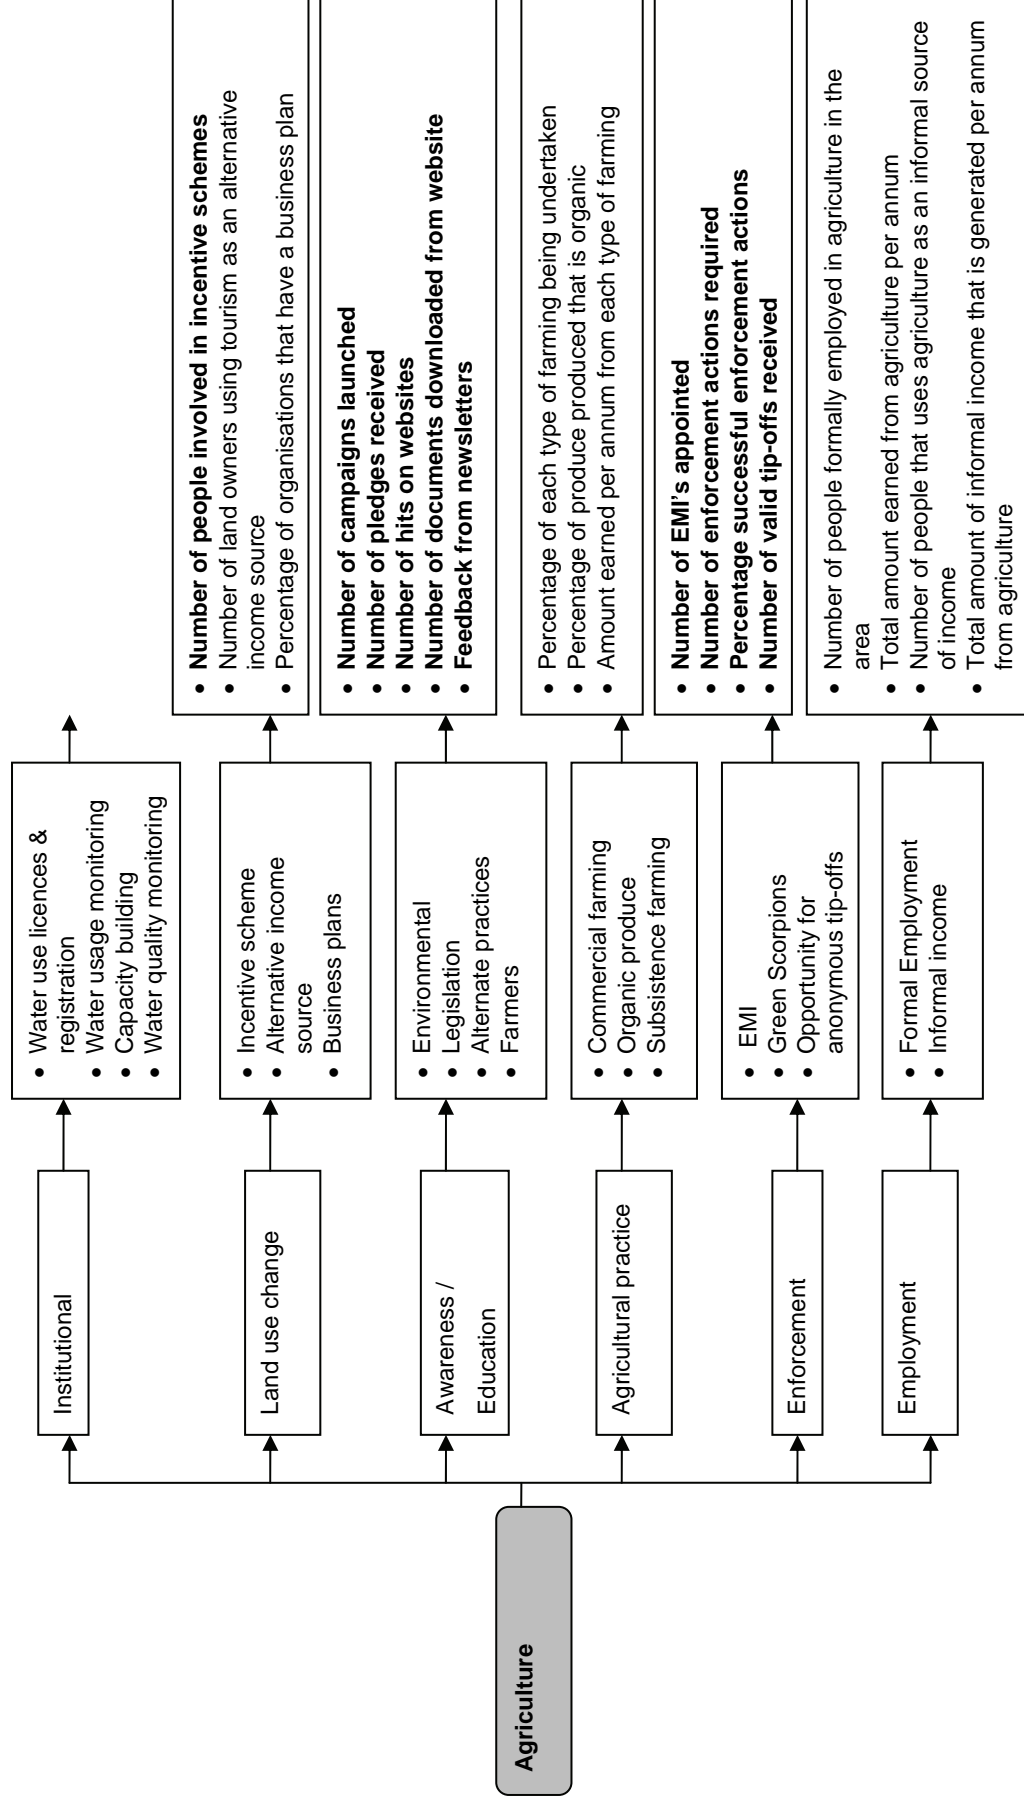 Agriculture
Institutional
• Water use licences &
registration
• Water usage monitoring
• Capacity building
• Water quality monitoring
Land use change
• Incentive scheme
• Alternative income
source
• Business plans
• Number of people involved in incentive schemes
• Number of land owners using tourism as an alternative
income source
• Percentage of organisations that have a business plan
Awareness /
Education
• Environmental
• Legislation
• Alternate practices
• Farmers
• Number of campaigns launched
• Number of pledges received
• Number of hits on websites
• Number of documents downloaded from website
• Feedback from newsletters
Agricultural practice
• Commercial farming
• Organic produce
• Subsistence farming
• Percentage of each type of farming being undertaken
• Percentage of produce produced that is organic
• Amount earned per annum from each type of farming
Enforcement
• EMI
• Green Scorpions
• Opportunity for
anonymous tip-offs
• Number of EMI's appointed
• Number of enforcement actions required
• Percentage successful enforcement actions
• Number of valid tip-offs received
Employment
• Formal Employment
• Informal income
• Number of people formally employed in agriculture in the
area
• Total amount earned from agriculture per annum
• Number of people that uses agriculture as an informal source
of income
• Total amount of informal income that is generated per annum
from agriculture